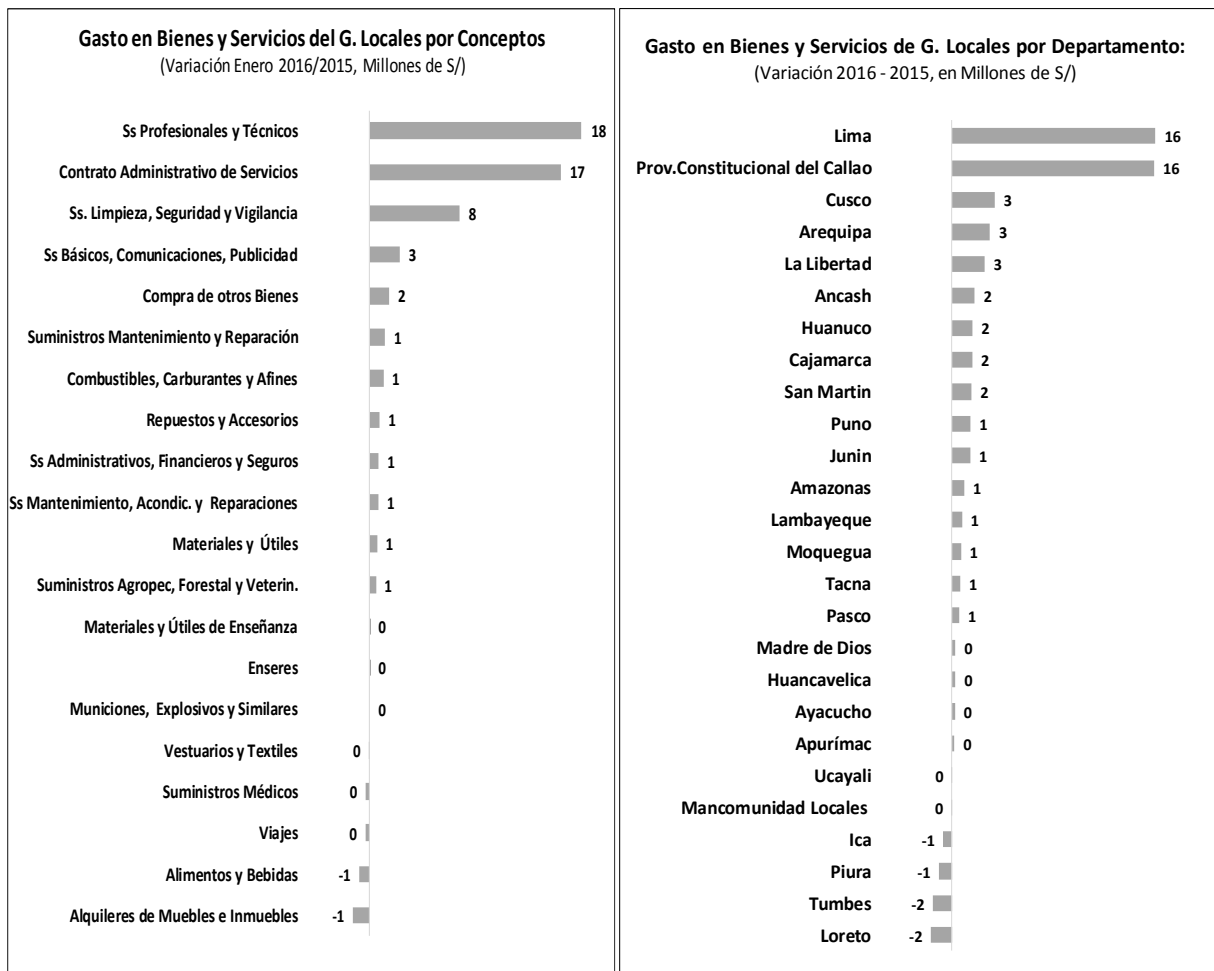 Gasto en Bienes y Servicios del G. Locales por Conceptos
(Variación Enero 2016/2015, Millones de S/)
Ss Profesionales y Técnicos 18
Contrato Administrativo de Servicios 17
Ss. Limpieza, Seguridad y Vigilancia 8
Ss Básicos, Comunicaciones, Publicidad 3
Compra de otros Bienes 2
Suministros Mantenimiento y Reparación 1
Combustibles, Carburantes y Afines 1
Repuestos y Accesorios 1
Ss Administrativos, Financieros y Seguros 1
Ss Mantenimiento, Acondic. y Reparaciones 1
Materiales y Útiles 1
Suministros Agropec, Forestal y Veterin. 1
Materiales y Útiles de Enseñanza 0
Enseres 0
Municiones, Explosivos y Similares 0
Vestuarios y Textiles 0
Suministros Médicos 0
Viajes 0
Alimentos y Bebidas -1
Alquileres de Muebles e Inmuebles -1
Gasto en Bienes y Servicios de G. Locales por Departamento:
(Variación 2016 - 2015, en Millones de S/)
Lima 16
Prov.Constitucional del Callao 16
Cusco 3
Arequipa 3
La Libertad 3
Ancash 2
Huanuco 2
Cajamarca 2
San Martin 2
Puno 1
Junin 1
Amazonas 1
Lambayeque 1
Moquegua 1
Tacna 1
Pasco 1
Madre de Dios 0
Huancavelica 0
Ayacucho 0
Apurímac 0
Ucayali 0
Mancomunidad Locales 0
Ica -1
Piura -1
Tumbes -2
Loreto -2